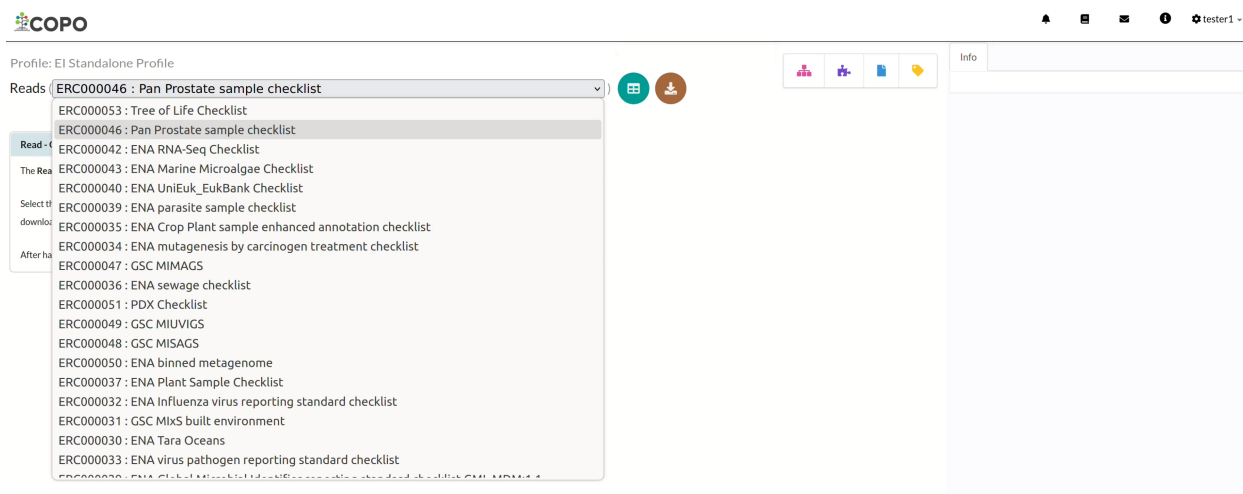 COPO
tester1
Profile: EI Standalone Profile
Info
Reads ( ERC000046 : Pan Prostate sample checklist )
ERC000053 : Tree of Life Checklist
ERC000046 : Pan Prostate sample checklist
Read -
ERC000042 : ENA RNA-Seq Checklist
The Rea
ERC000043 : ENA Marine Microalgae Checklist
ERC000040 : ENA UniEuk_EukBank Checklist
Select th
ERC000039 : ENA parasite sample checklist
downloa
ERC000035 : ENA Crop Plant sample enhanced annotation checklist
ERC000034 : ENA mutagenesis by carcinogen treatment checklist
After ha
ERC000047 : GSC MIMAGS
ERC000036 : ENA sewage checklist
ERC000051 : PDX Checklist
ERC000049 : GSC MIUVIGS
ERC000048 : GSC MISAGS
ERC000050 : ENA binned metagenome
ERC000037 : ENA Plant Sample Checklist
ERC000032 : ENA Influenza virus reporting standard checklist
ERC000031 : GSC MIxS built environment
ERC000030 : ENA Tara Oceans
ERC000033 : ENA virus pathogen reporting standard checklist